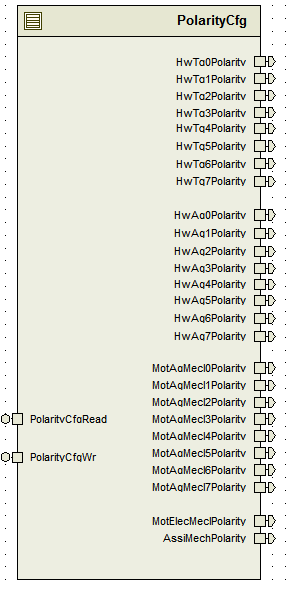 PolarityCfg
HwTq0Polarity
HwTq1Polarity
HwTq2Polarity
HwTq3Polarity
HwTq4Polarity
HwTq5Polarity
HwTq6Polarity
HwTq7Polarity
HwAg0Polarity
HwAg1Polarity
HwAg2Polarity
HwAg3Polarity
HwAg4Polarity
HwAg5Polarity
HwAg6Polarity
HwAg7Polarity
MotAgMecl0Polarity
MotAgMecl1Polarity
MotAgMecl2Polarity
MotAgMecl3Polarity
PolarityCfgRead
MotAgMecl4Polarity
MotAgMecl5Polarity
PolarityCfgWr
MotAgMecl6Polarity
MotAgMecl7Polarity
MotElecMeclPolarity
AssiMechPolarity